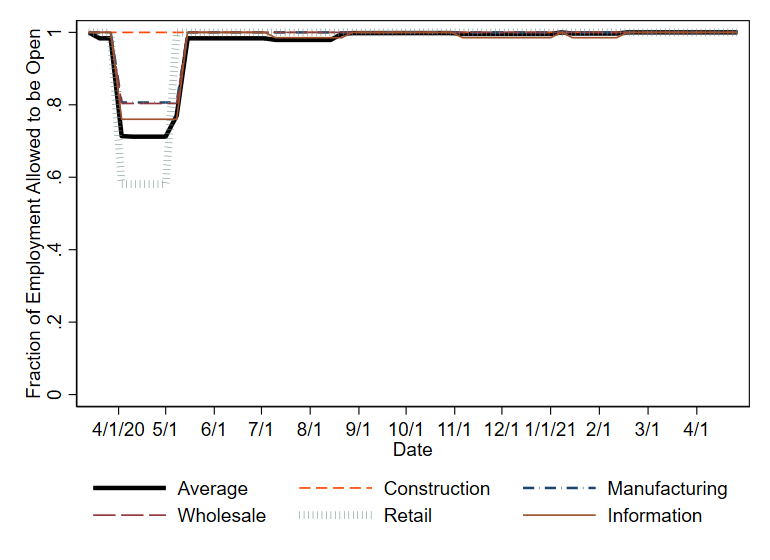 Fraction of Employment Allowed to be Open
1
.8
.6
.4
.2
0
4/1/20 5/1 6/1 7/1 8/1 9/1 10/1 11/1 12/1 1/1/21 2/1 3/1 4/1
Date
Average Construction Manufacturing
Wholesale Retail Information